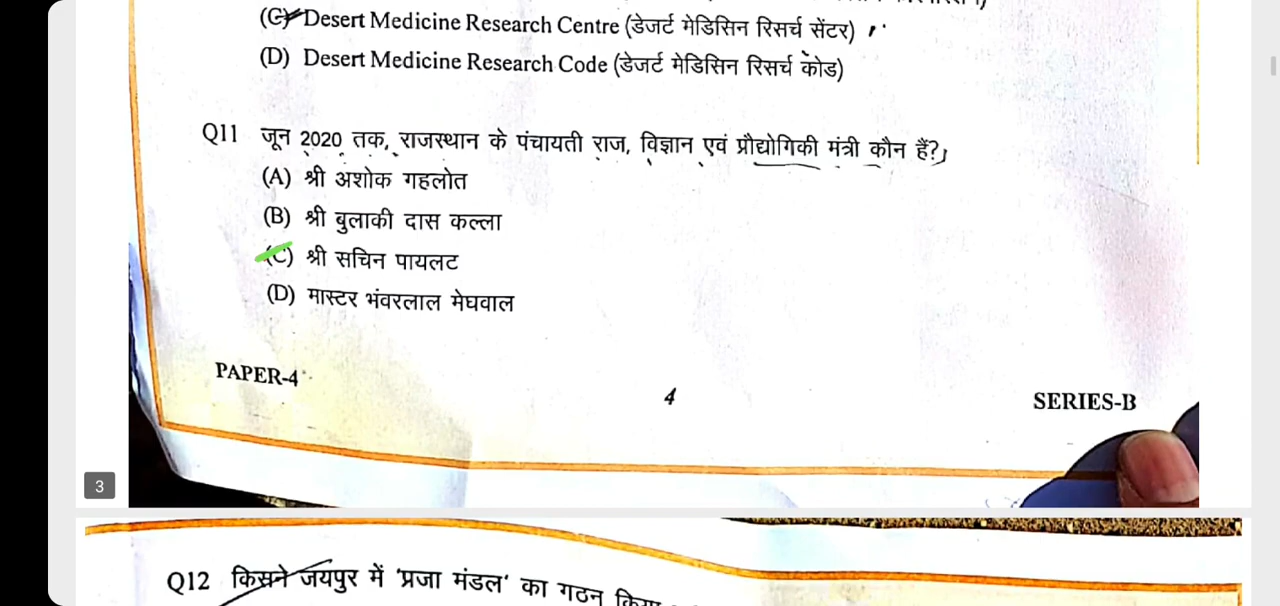 (C) Desert Medicine Research Centre (डेजर्ट मेडिसिन रिसर्च सेंटर)
(D) Desert Medicine Research Code (डेजर्ट मेडिसिन रिसर्च कोड)
Q11 जून 2020 तक, राजस्थान के पंचायती राज, विज्ञान एवं प्रौद्योगिकी मंत्री कौन हैं?
(A) श्री अशोक गहलोत
(B) श्री बुलाकी दास कल्ला
(C) श्री सचिन पायलट
(D) मास्टर भंवरलाल मेघवाल
PAPER-4
4
SERIES-B
3
Q12 किसने जयपुर में 'प्रजा मंडल' का गठन